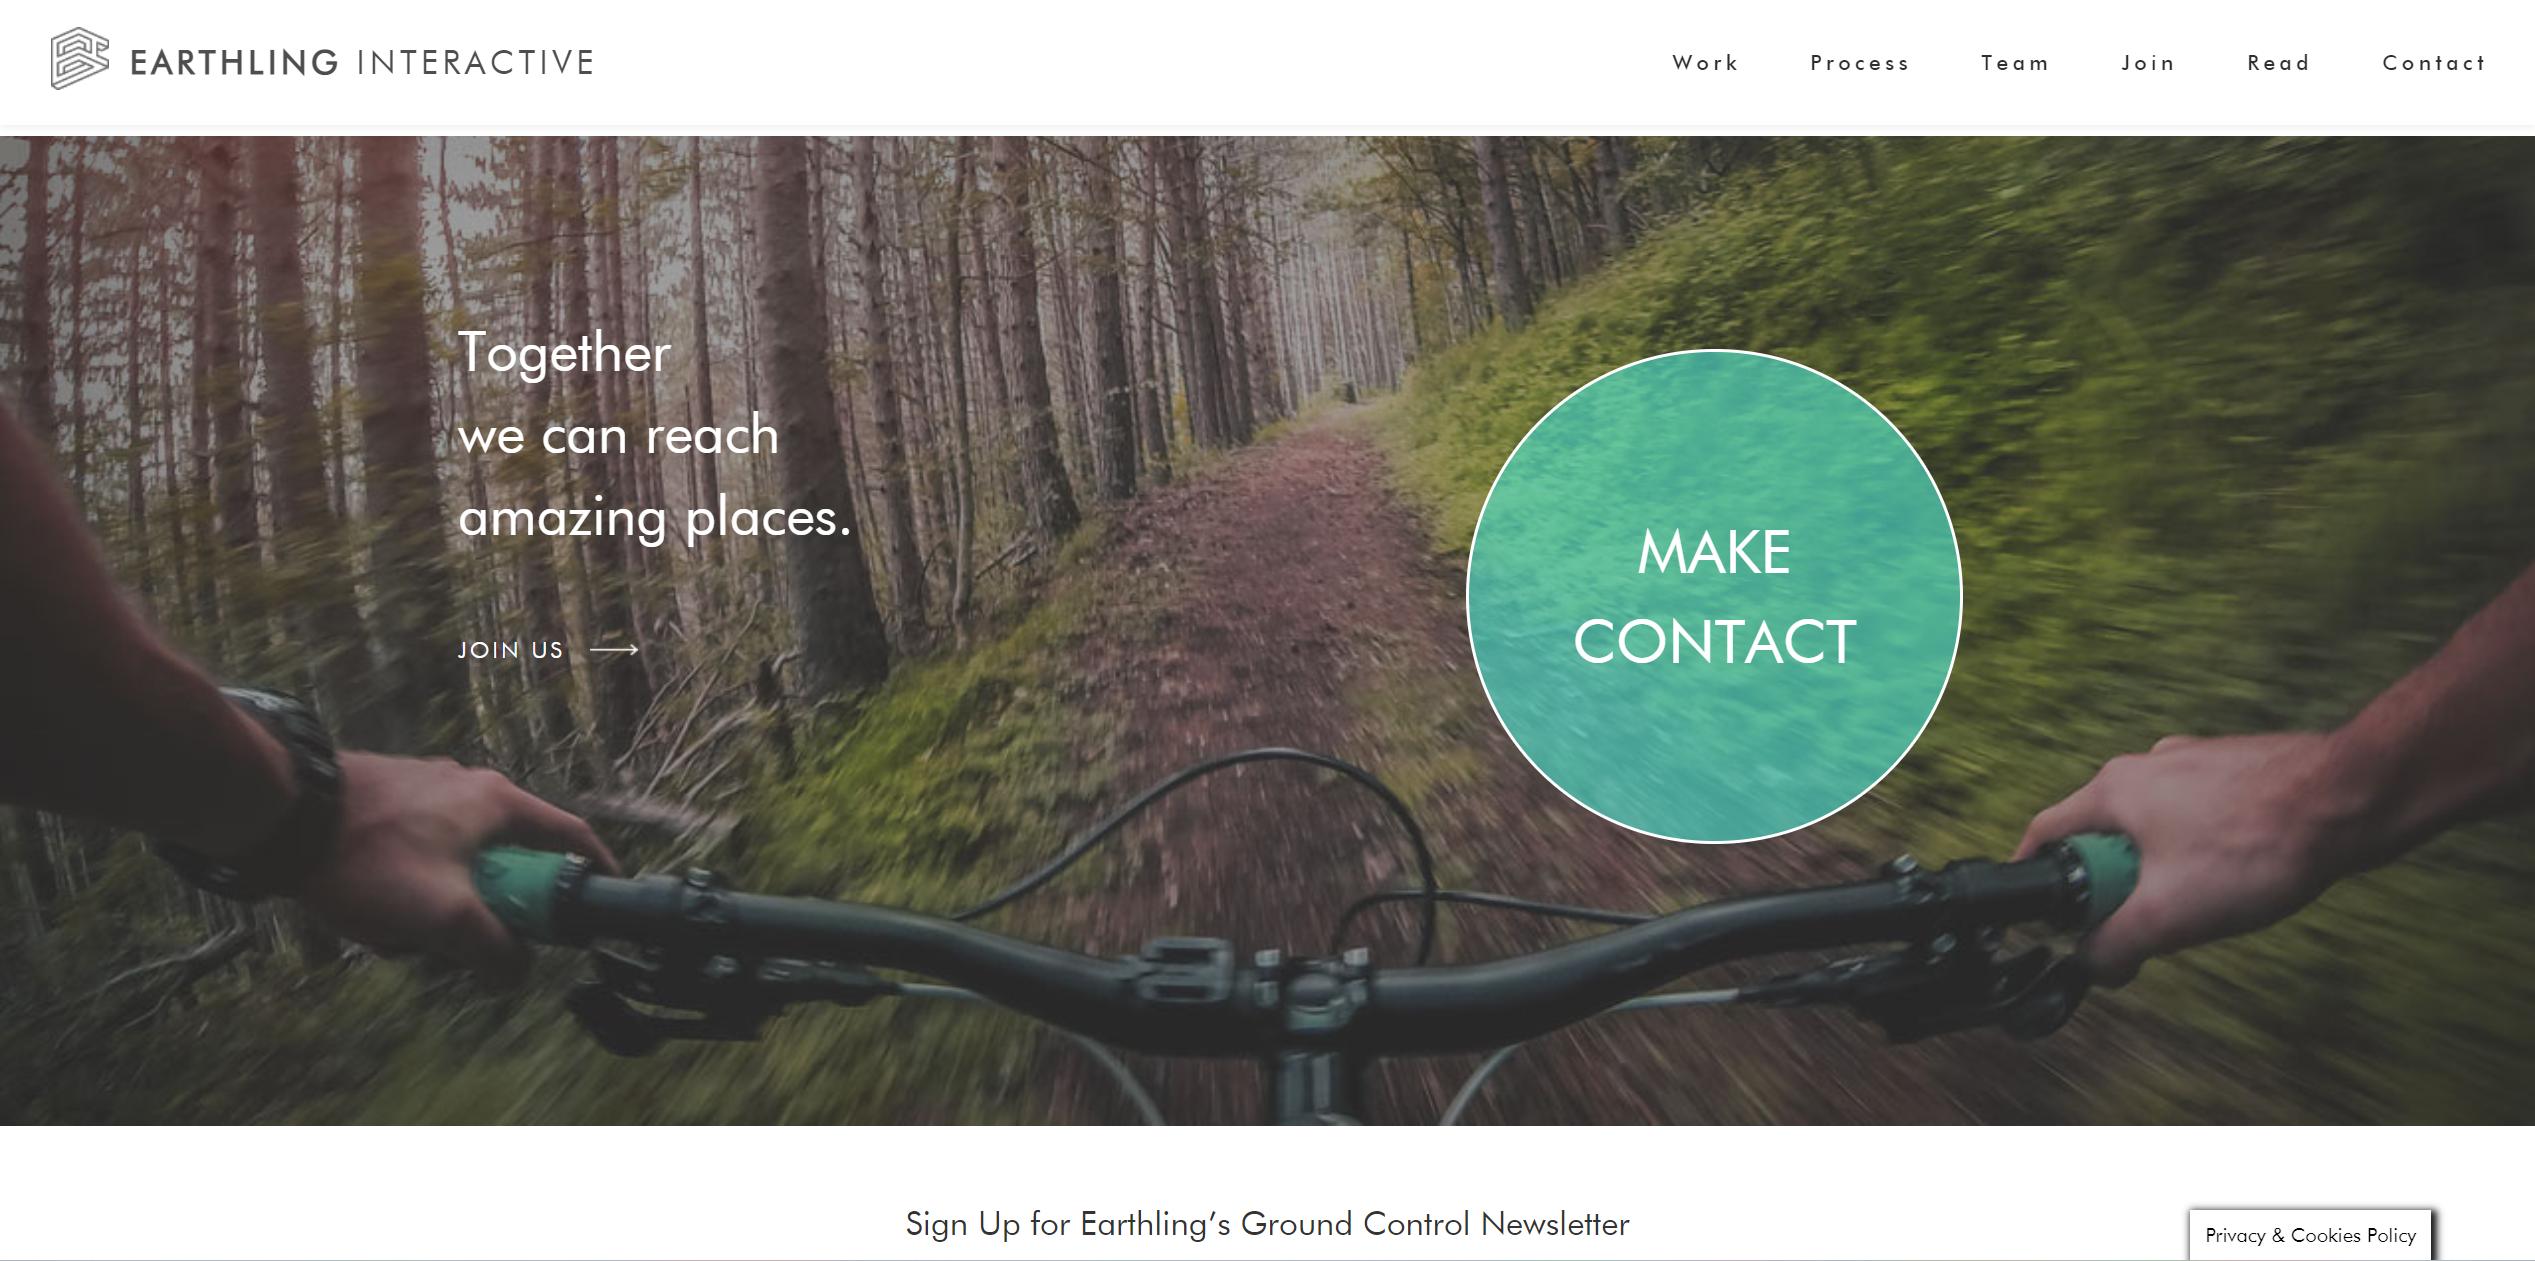 EARTHLING INTERACTIVE
Work Process Team Join Read Contact
Together
we can reach
amazing places.
JOIN US
MAKE
CONTACT
Sign Up for Earthling’s Ground Control Newsletter
Privacy & Cookies Policy